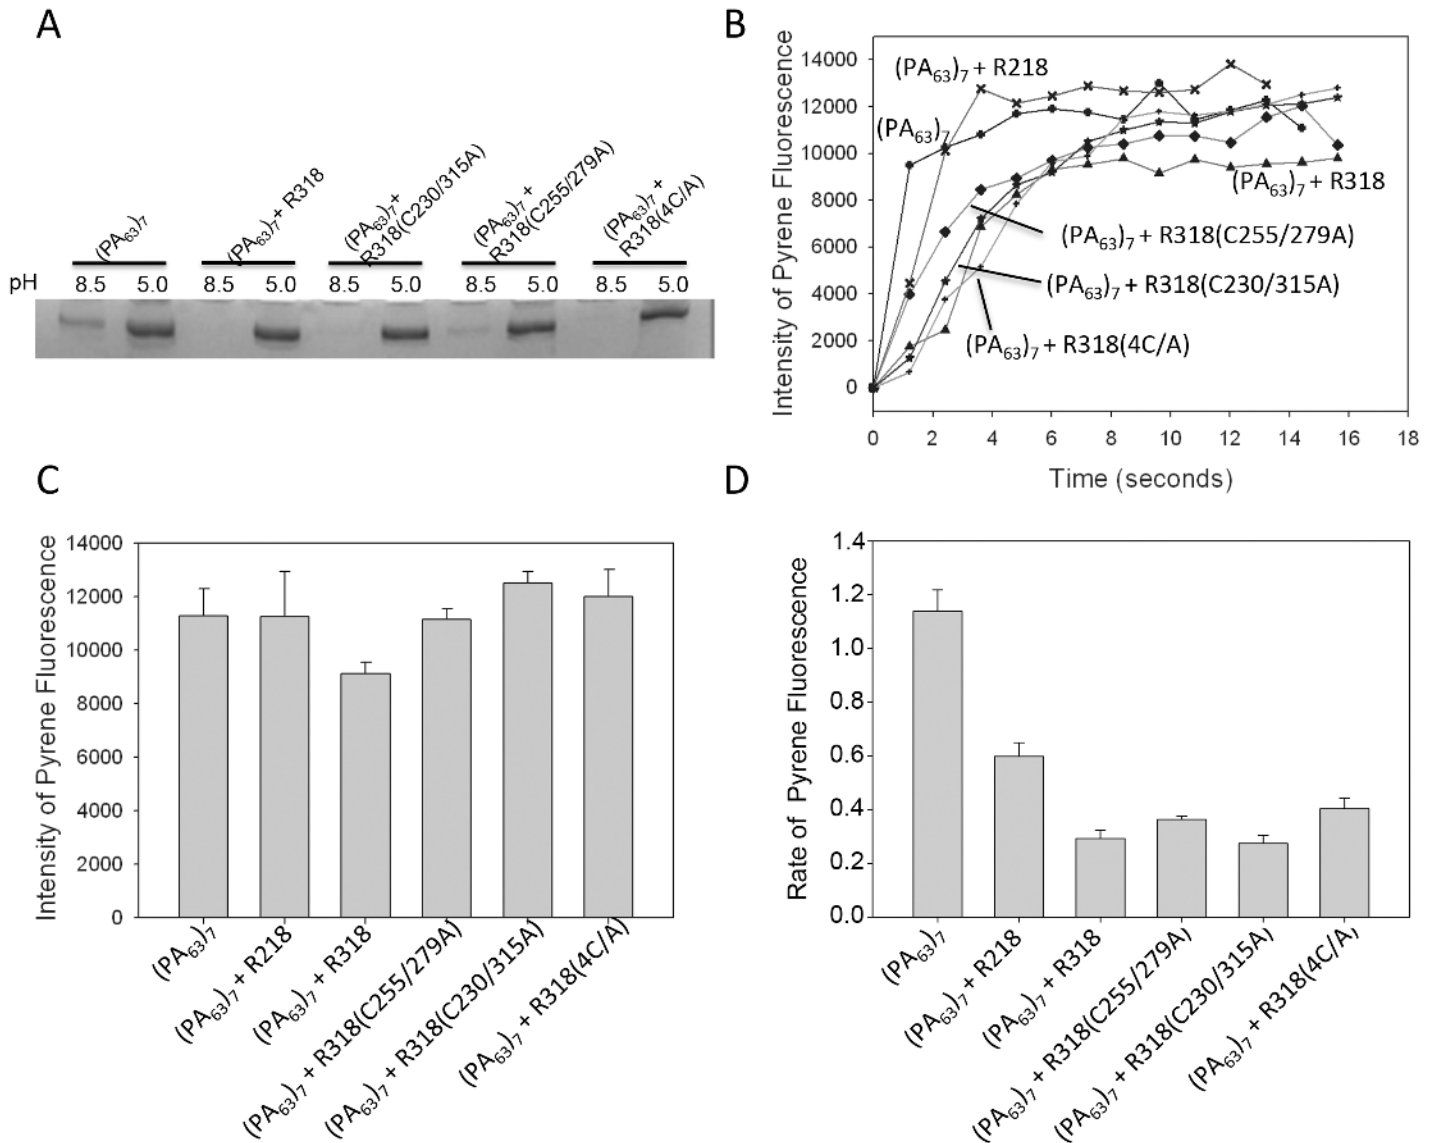 A
(PA63)7
(PA63)7 + R318
(PA63)7 +
R318(C230/315A)
(PA63)7 +
R318(C255/279A)
(PA63)7 +
R318(4C/A)
pH 8.5 5.0 8.5 5.0 8.5 5.0 8.5 5.0 8.5 5.0
B
Intensity of Pyrene Fluorescence
14000
12000
10000
8000
6000
4000
2000
0
(PA63)7 + R218
(PA63)7
(PA63)7 + R318
(PA63)7 + R318(C255/279A)
(PA63)7 + R318(C230/315A)
(PA63)7 + R318(4C/A)
0 2 4 6 8 10 12 14 16 18
Time (seconds)
C
Intensity of Pyrene Fluorescence
14000
12000
10000
8000
6000
4000
2000
0
(PA63)7
(PA63)7 + R218
(PA63)7 + R318
(PA63)7 + R318(C255/279A)
(PA63)7 + R318(C230/315A)
(PA63)7 + R318(4C/A)
D
Rate of Pyrene Fluorescence
1.4
1.2
1.0
0.8
0.6
0.4
0.2
0.0
(PA63)7
(PA63)7 + R218
(PA63)7 + R318
(PA63)7 + R318(C255/279A)
(PA63)7 + R318(C230/315A)
(PA63)7 + R318(4C/A)